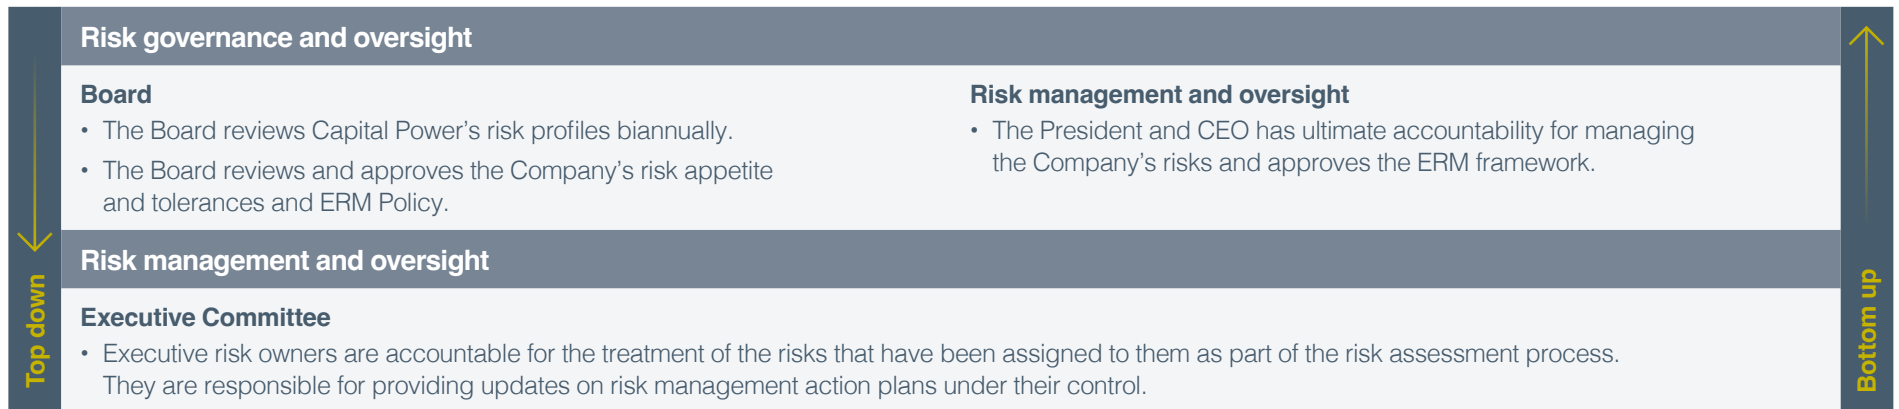 Risk governance and oversight
Board
• The Board reviews Capital Power’s risk profiles biannually.
• The Board reviews and approves the Company’s risk appetite
and tolerances and ERM Policy.
Risk management and oversight
• The President and CEO has ultimate accountability for managing
the Company’s risks and approves the ERM framework.
Risk management and oversight
Executive Committee
• Executive risk owners are accountable for the treatment of the risks that have been assigned to them as part of the risk assessment process.
They are responsible for providing updates on risk management action plans under their control.
Top down
Bottom up